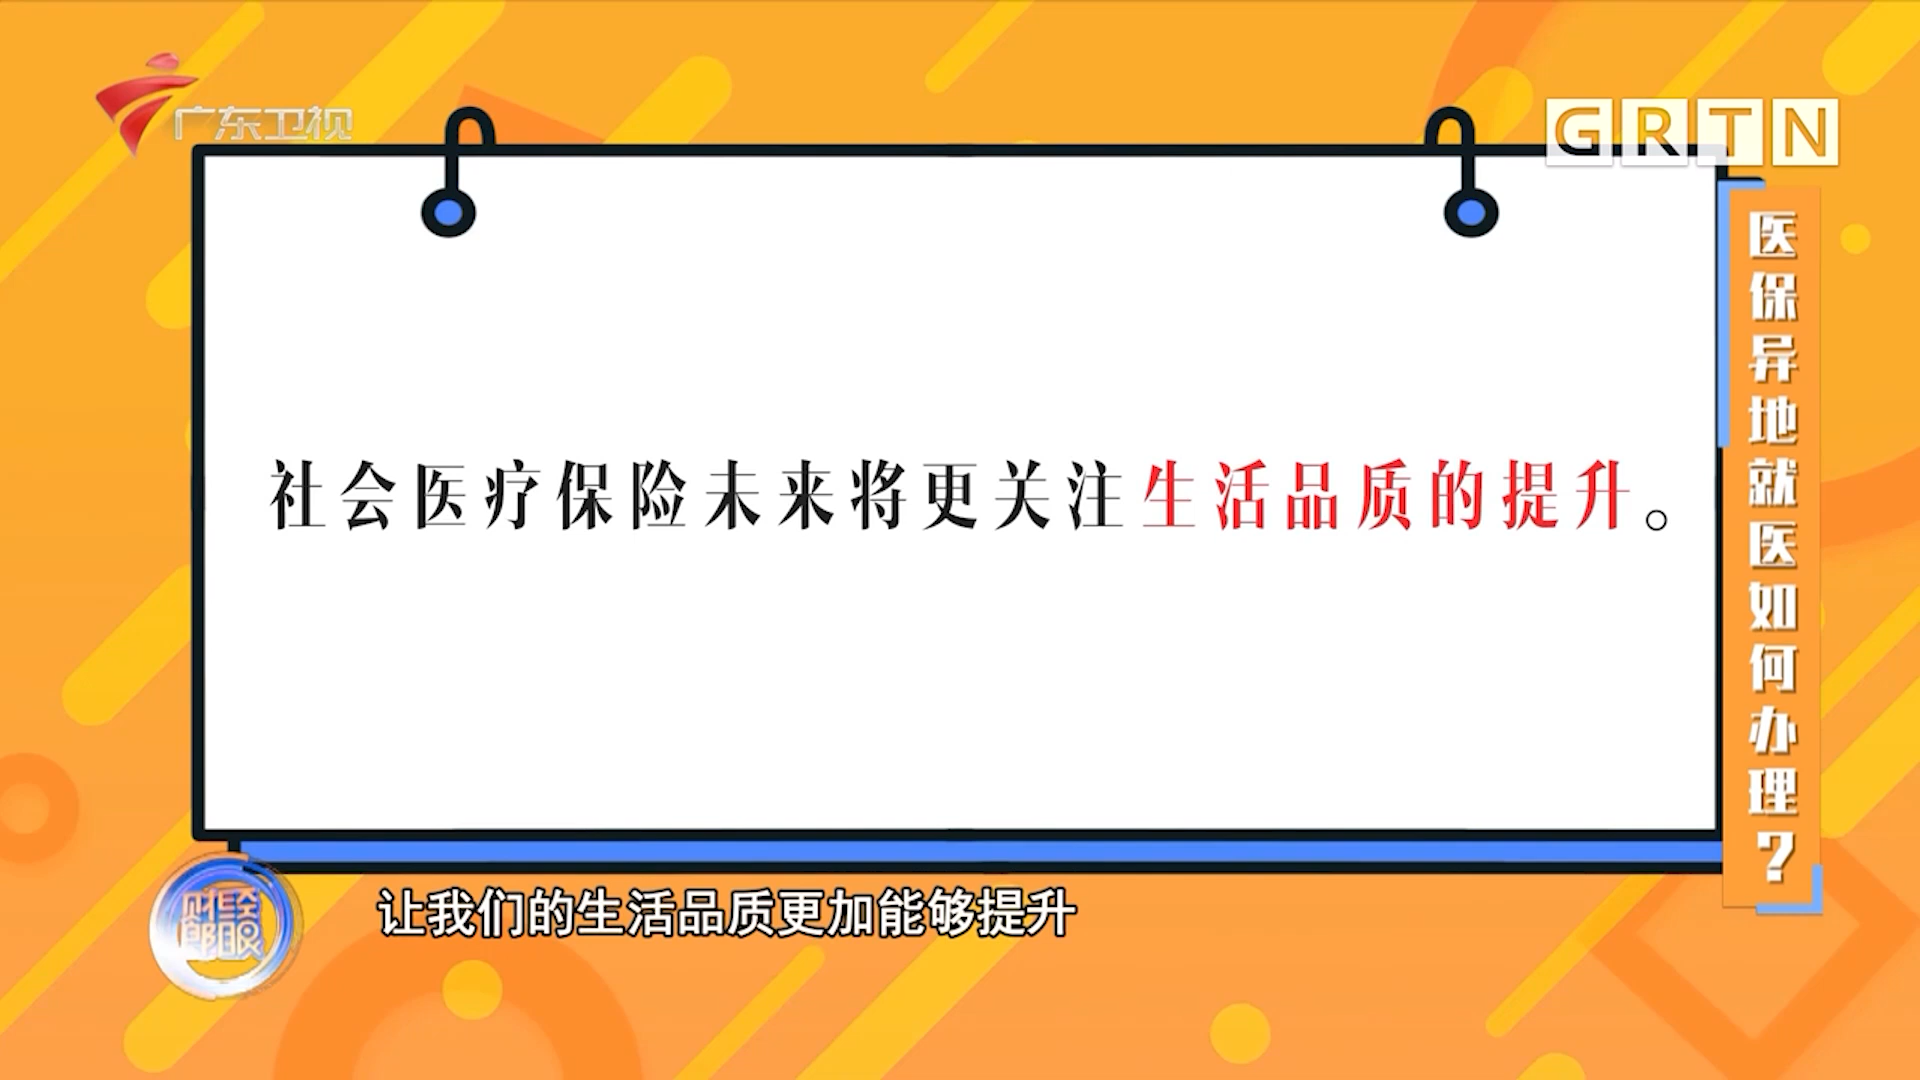 广东卫视
GRTN
社会医疗保险未来将更关注生活品质的提升。
医保异地就医如何办理?
财经郎眼
让我们的生活品质更加能够提升